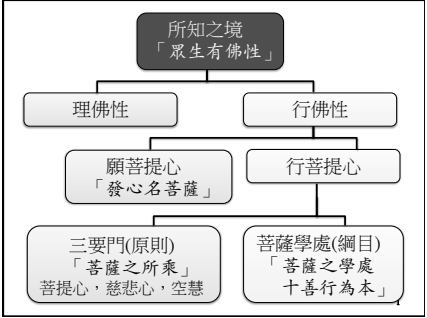 所知之境
「眾生有佛性」
理佛性
行佛性
願菩提心
「發心名菩薩」
行菩提心
三要門(原則)
「菩薩之所乘」
菩提心，慈悲心，空慧
菩薩學處(綱目)
「菩薩之學處
十善行為本」